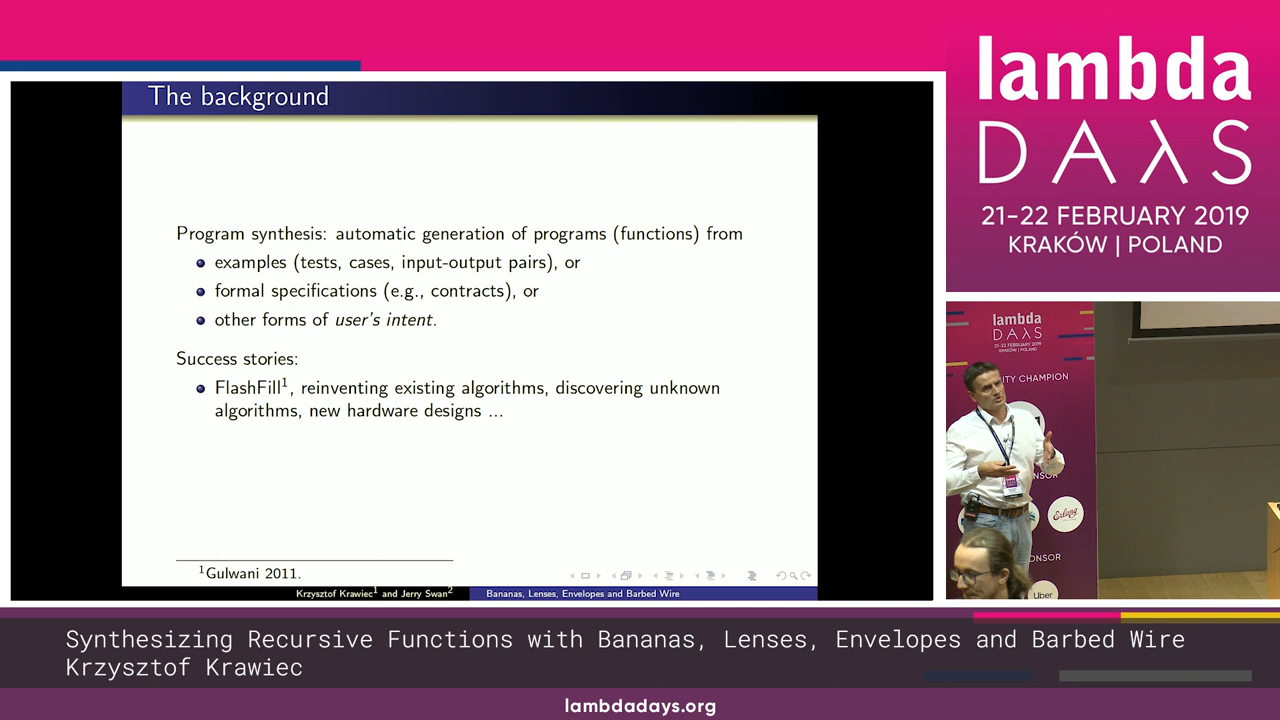 lambda
DAλS
21–22 FEBRUARY 2019
KRAKÓW | POLAND
The background
Program synthesis: automatic generation of programs (functions) from
examples (tests, cases, input-output pairs), or
formal specifications (e.g., contracts), or
other forms of user's intent.
Success stories:
FlashFill¹, reinventing existing algorithms, discovering unknown
algorithms, new hardware designs ...
¹Gulwani 2011.
Krzysztof Krawiec¹ and Jerry Swan²
Bananas, Lenses, Envelopes and Barbed Wire
lambda
DAλS
21–22 FEBRUARY 2019
KRAKÓW | POLAND
CHAMPION
Erlang
Uber
Synthesizing Recursive Functions with Bananas, Lenses, Envelopes and Barbed Wire
Krzysztof Krawiec
lambdadays.org